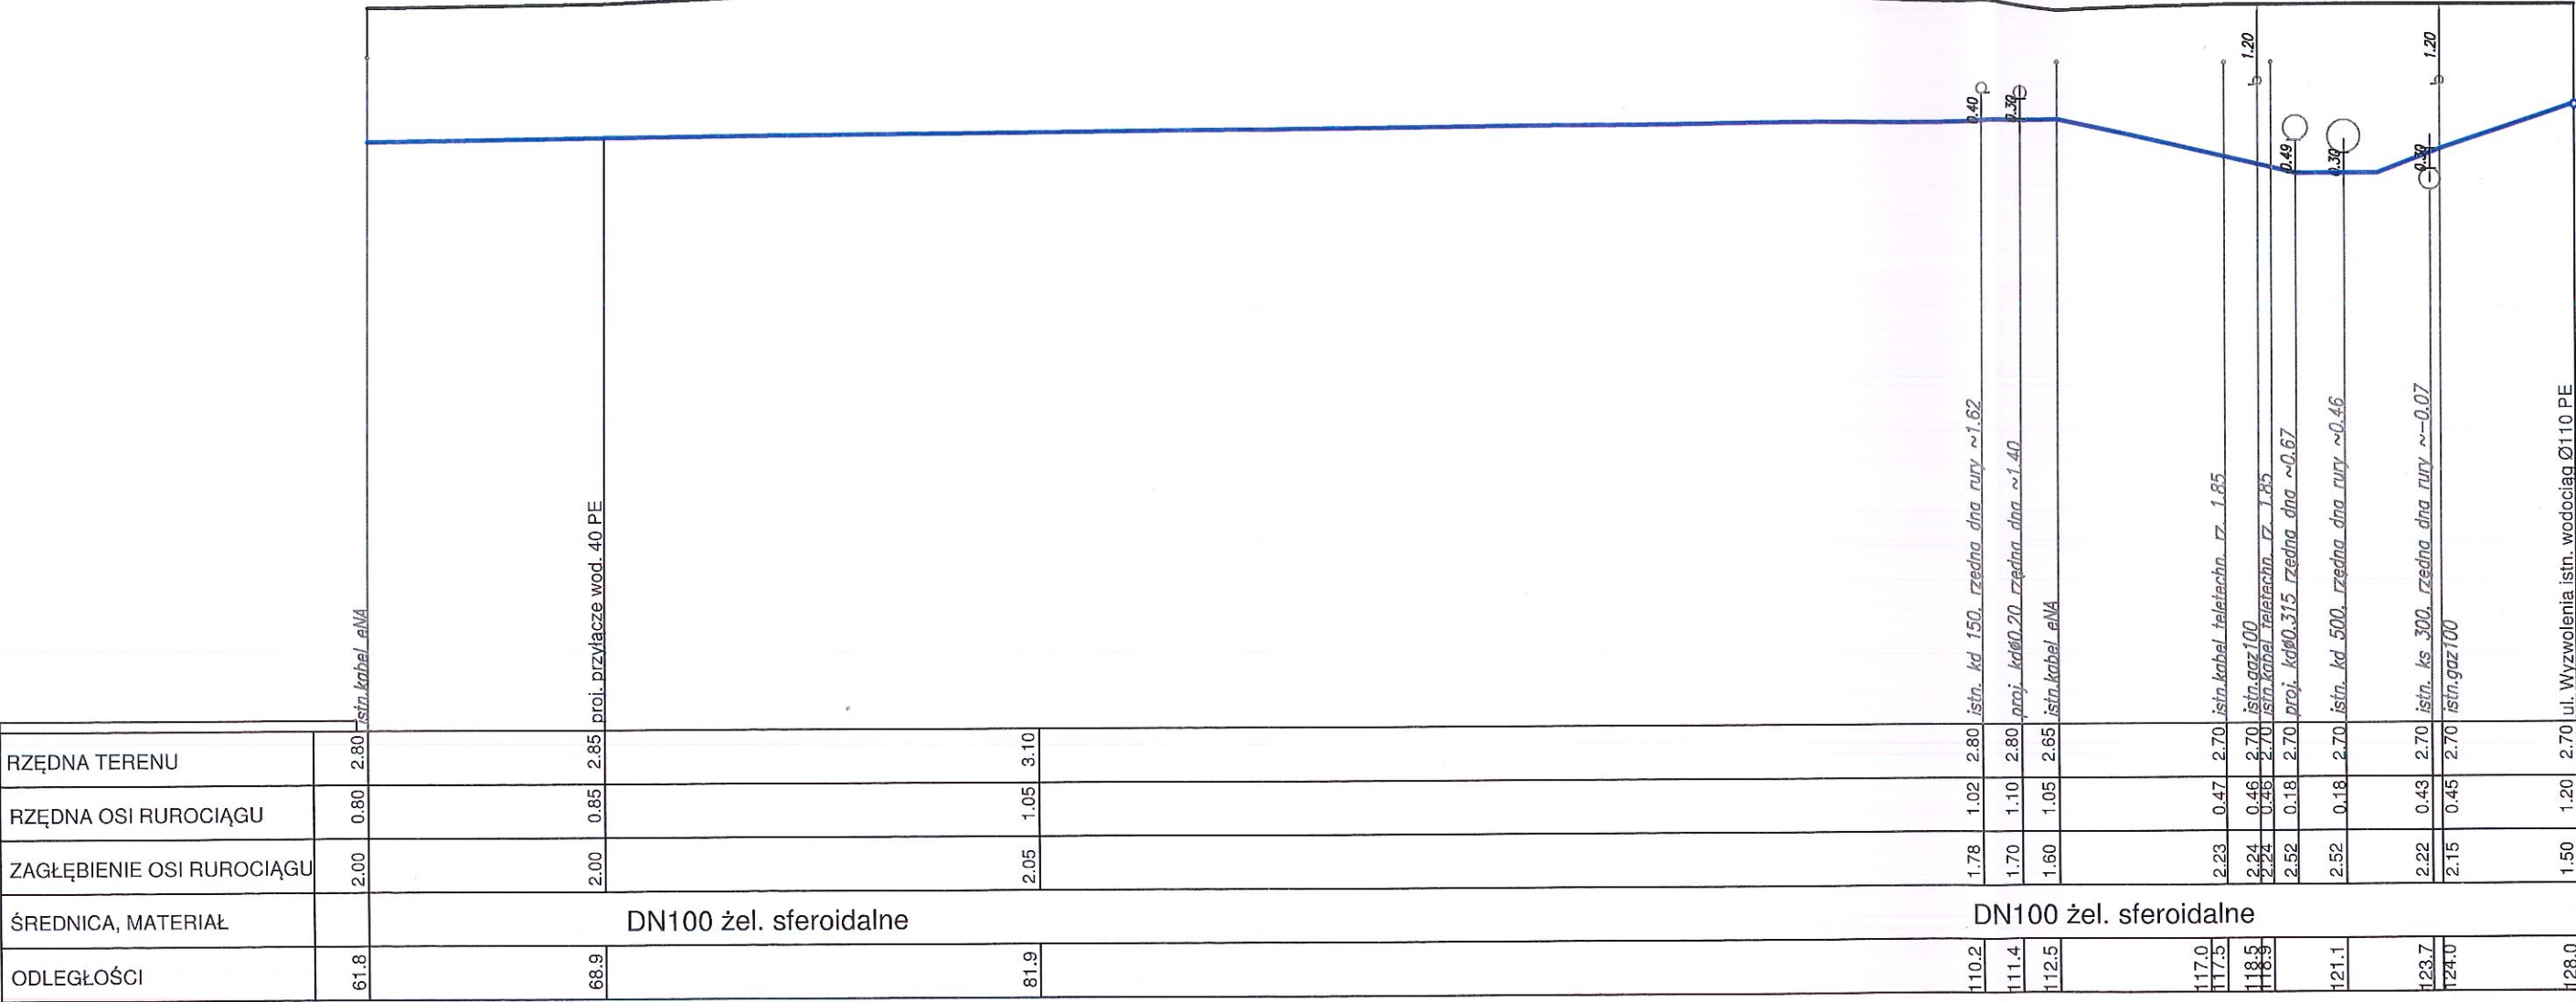 1.20
1.20
0.40
0.30
0.49
0.30
0.30
istn.kabel eNA
proj. przyłącze wod. 40 PE
istn. kd 150, rzędna dna rury ~1.62
proj. kdø0.20 rzędna dna ~1.40
istn.kabel eNA
istn.kabel teletechn. rz. 1.85
istn.gaz100
istn.kabel teletechn. rz. 1.85
proj. kdø0.315 rzędna dna ~0.67
istn. kd 500, rzędna dna rury ~0.46
istn. ks 300, rzędna dna rury ~-0.07
istn.gaz100
ul. Wyzwolenia istn. wodociąg Ø110 PE
RZĘDNA TERENU 2.80 2.85 3.10 2.80 2.80 2.65 2.70 2.70 2.70 2.70 2.70 2.70 2.70 2.70
RZĘDNA OSI RUROCIĄGU 0.80 0.85 1.05 1.02 1.10 1.05 0.47 0.46 0.46 0.18 0.18 0.43 0.45 1.20
ZAGŁĘBIENIE OSI RUROCIĄGU 2.00 2.00 2.05 1.78 1.70 1.60 2.23 2.24 2.24 2.52 2.52 2.22 2.15 1.50
ŚREDNICA, MATERIAŁ DN100 żel. sferoidalne DN100 żel. sferoidalne
ODLEGŁOŚCI 61.8 68.9 81.9 110.2 111.4 112.5 117.0 117.5 118.5 118.9 121.1 123.7 124.0 128.0